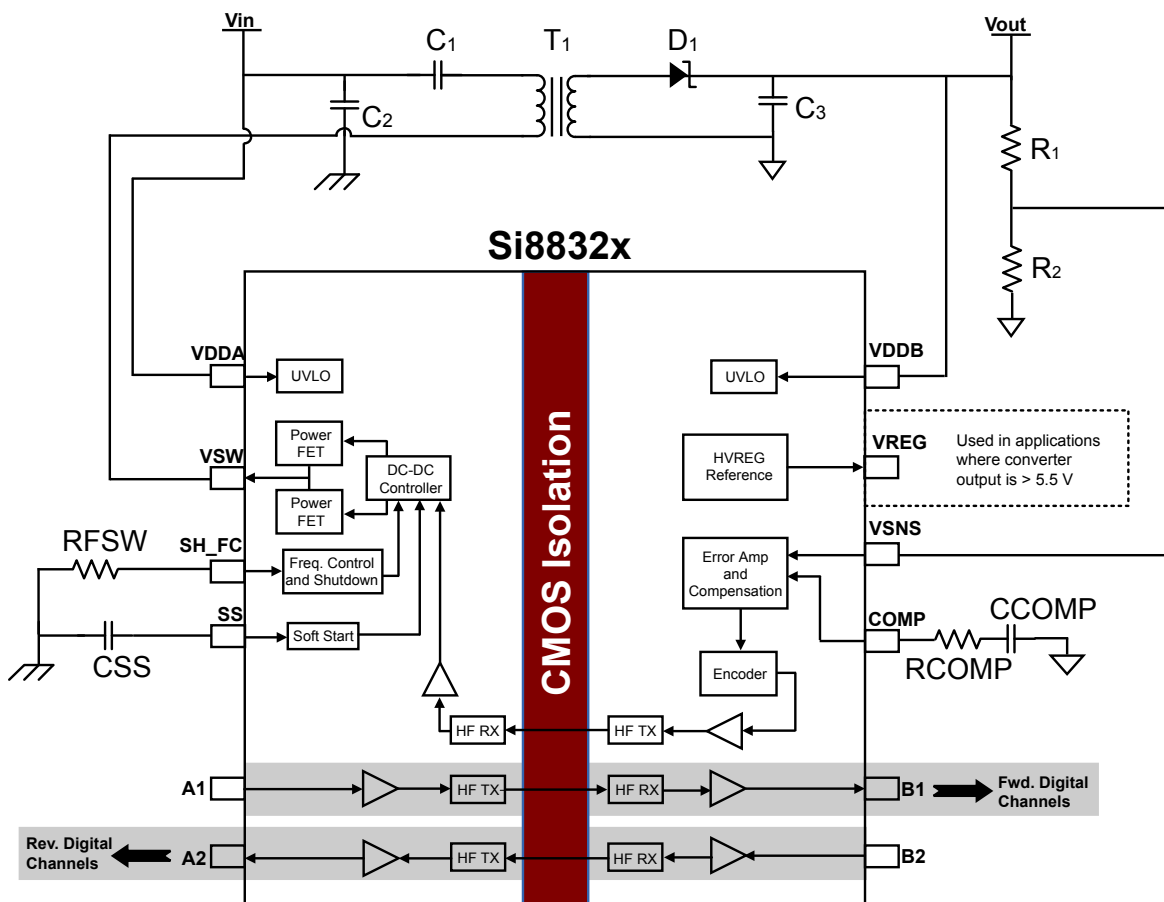 Vin
C1
T1
D1
Vout
C2
C3
R1
R2
Si8832x
CMOS Isolation
VDDA
UVLO
UVLO
VDDB
VSW
Power
FET
Power
FET
DC-DC
Controller
HVREG
Reference
VREG
Used in applications
where converter
output is > 5.5 V
RFSW
SH_FC
Freq. Control
and Shutdown
Error Amp
and
Compensation
VSNS
SS
Soft Start
CSS
COMP
CCOMP
RCOMP
Encoder
HF RX
HF TX
A1
HF TX
HF RX
B1
Fwd. Digital
Channels
Rev. Digital
Channels
A2
HF TX
HF RX
B2